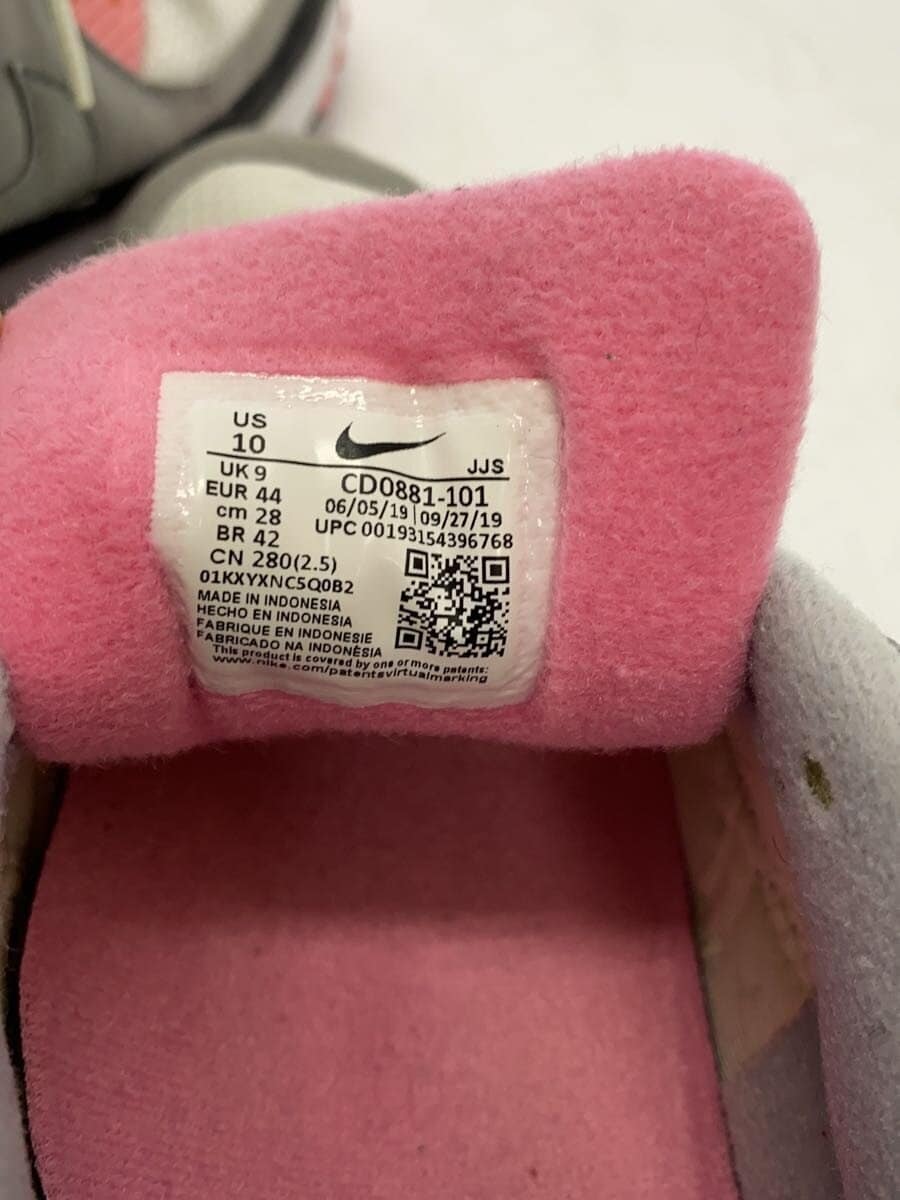 US
10
JJS
UK 9
EUR 44
cm 28
BR 42
CN 280(2.5)
CD0881-101
06/05/19|09/27/19
UPC 00193154396768
01KXYXNC5Q0B2
MADE IN INDONESIA
HECHO EN INDONESIA
FABRIQUE EN INDONESIE
FABRICADO NA INDONÈSIA
This product is covered by one or more patents:
www.nike.com/patentsvirtualmarking